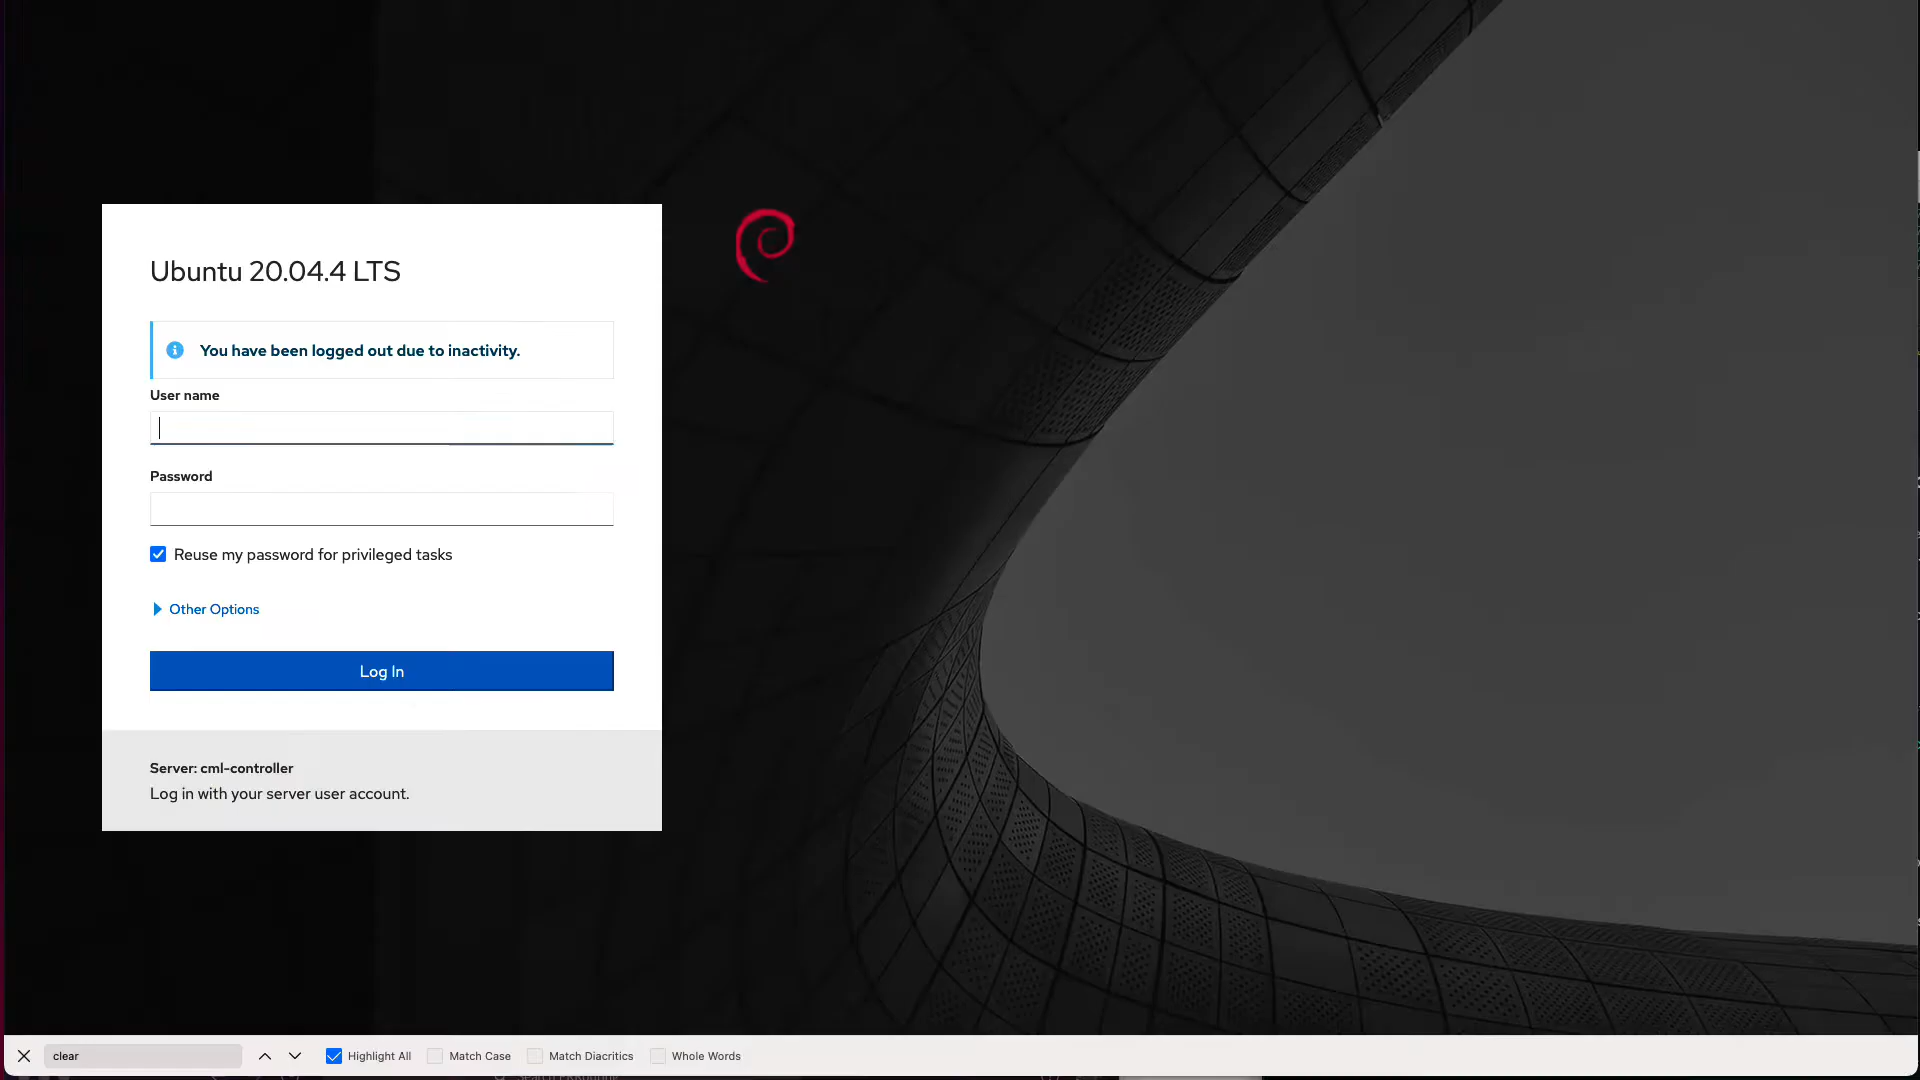 Ubuntu 20.04.4 LTS
You have been logged out due to inactivity.
User name
Password
Reuse my password for privileged tasks
Other Options
Log In
Server: cml-controller
Log in with your server user account.
clear
Highlight All
Match Case
Match Diacritics
Whole Words